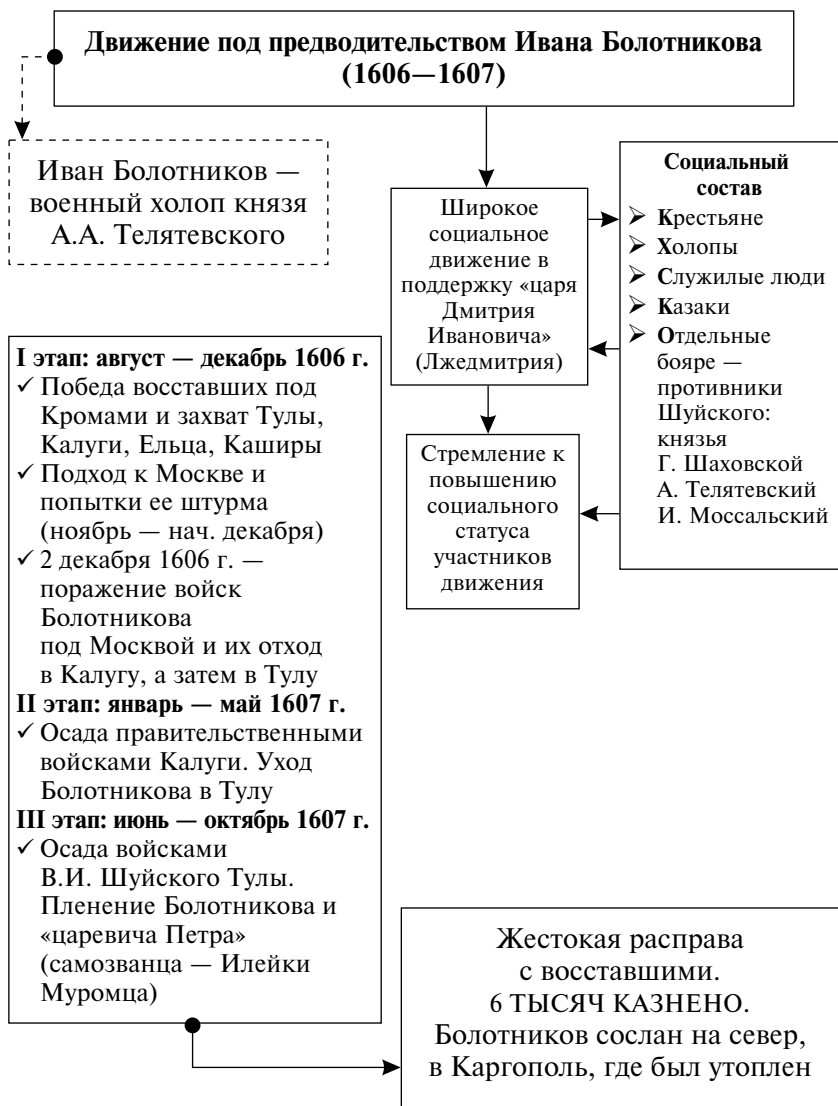 Движение под предводительством Ивана Болотникова
(1606—1607)
Иван Болотников —
военный холоп князя
А.А. Телятевского
Широкое
социальное
движение в
поддержку «царя
Дмитрия
Ивановича»
(Лжедмитрия)
Социальный
состав
➢ Крестьяне
➢ Холопы
➢ Служилые люди
➢ Казаки
➢ Отдельные
бояре —
противники
Шуйского:
князья
Г. Шаховской
А. Телятевский
И. Моссальский
Стремление к
повышению
социального
статуса
участников
движения
I этап: август — декабрь 1606 г.
✓ Победа восставших под
Кромами и захват Тулы,
Калуги, Ельца, Каширы
✓ Подход к Москве и
попытки ее штурма
(ноябрь — нач. декабря)
✓ 2 декабря 1606 г. —
поражение войск
Болотникова
под Москвой и их отход
в Калугу, а затем в Тулу
II этап: январь — май 1607 г.
✓ Осада правительственными
войсками Калуги. Уход
Болотникова в Тулу
III этап: июнь — октябрь 1607 г.
✓ Осада войсками
В.И. Шуйского Тулы.
Пленение Болотникова и
«царевича Петра»
(самозванца — Илейки
Муромца)
Жестокая расправа
с восставшими.
6 ТЫСЯЧ КАЗНЕНО.
Болотников сослан на север,
в Каргополь, где был утоплен